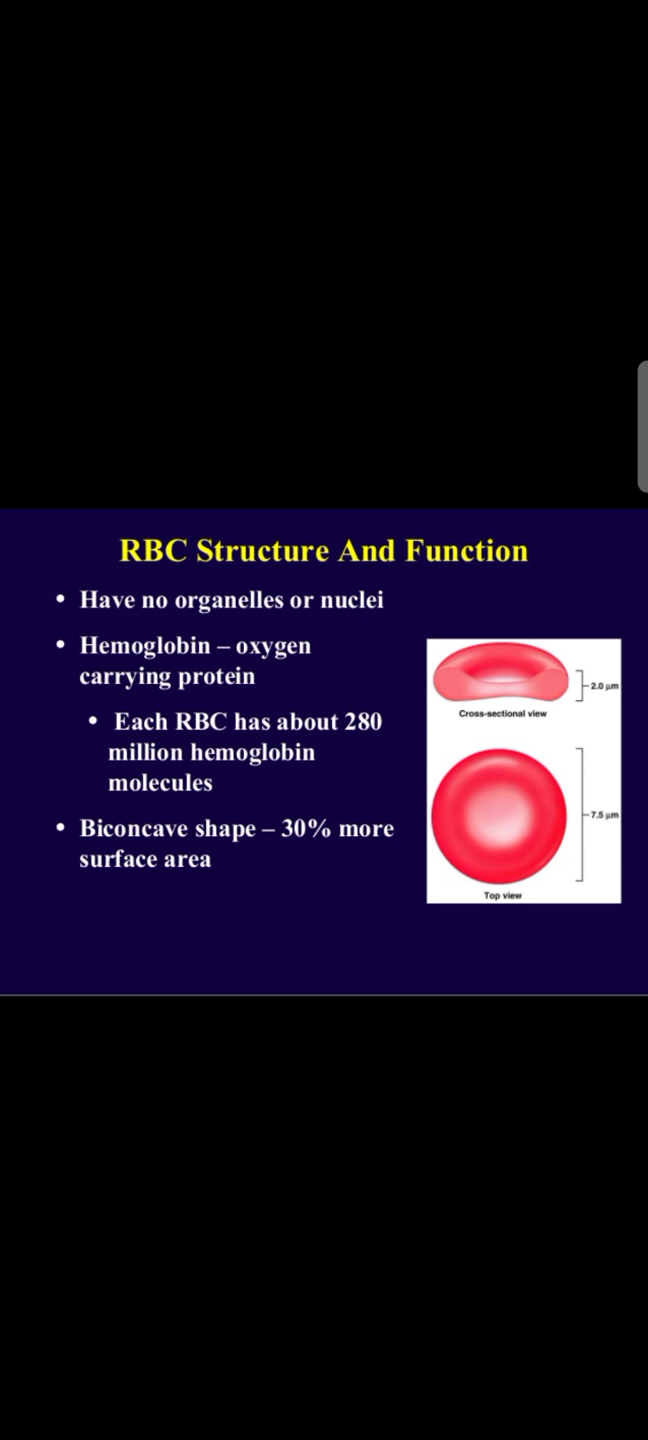 RBC Structure And Function
• Have no organelles or nuclei
• Hemoglobin – oxygen
carrying protein
• Each RBC has about 280
million hemoglobin
molecules
• Biconcave shape – 30% more
surface area
2.0 µm
Cross-sectional view
7.5 µm
Top view